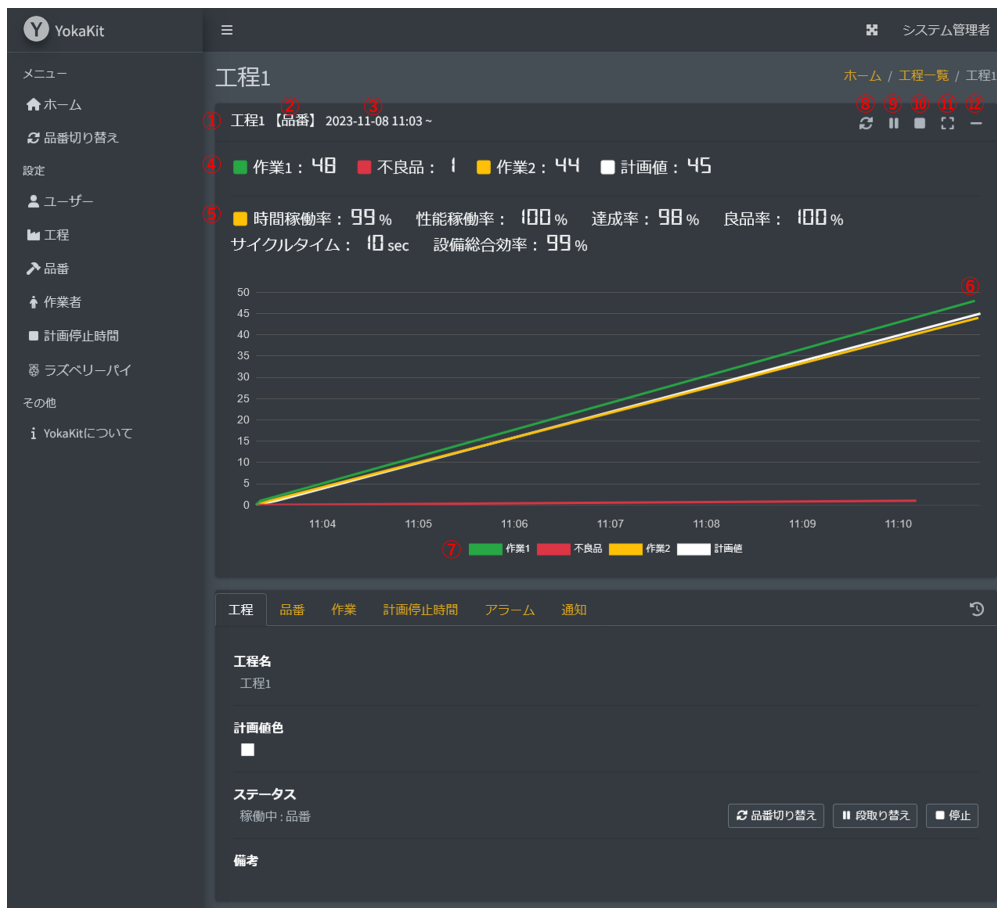 Y YokaKit
システム管理者
メニュー
ホーム
品番切り替え
設定
ユーザー
工程
品番
作業者
計画停止時間
ラズベリーパイ
その他
YokaKitについて
工程1
ホーム / 工程一覧 / 工程1
② ③ ⑧ ⑨ ⑩ ⑪ ⑫
① 工程1 【品番】 2023-11-08 11:03 ~
④ 作業1 : 48 不良品 : 1 作業2 : 44 計画値 : 45
⑤ 時間稼働率 : 99 % 性能稼働率 : 100 % 達成率 : 98 % 良品率 : 100 %
サイクルタイム : 10 sec 設備総合効率 : 99 %
⑥
50
45
40
35
30
25
20
15
10
5
0
11:04 11:05 11:06 11:07 11:08 11:09 11:10
⑦ 作業1 不良品 作業2 計画値
工程 品番 作業 計画停止時間 アラーム 通知
工程名
工程1
計画値色
ステータス
稼働中 : 品番
品番切り替え 段取り替え 停止
備考